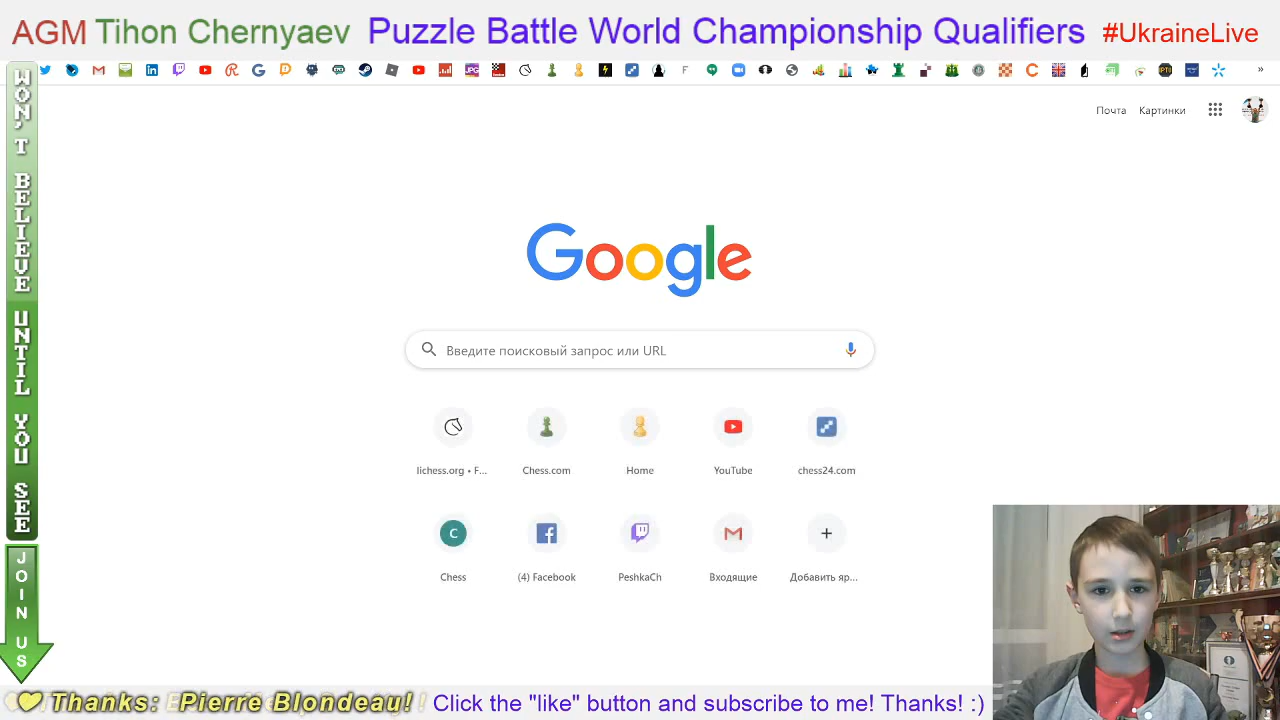 AGM Tihon Chernyaev Puzzle Battle World Championship Qualifiers #UkraineLive
WON'T BELIEVE UNTIL YOU SEE
JOIN US
Почта Картинки
Google
Введите поисковый запрос или URL
lichess.org • F... Chess.com Home YouTube chess24.com
C
Chess (4) Facebook PeshkaCh Входящие Добавить яр...
Thanks: Pierre Blondeau! Click the "like" button and subscribe to me! Thanks! :)